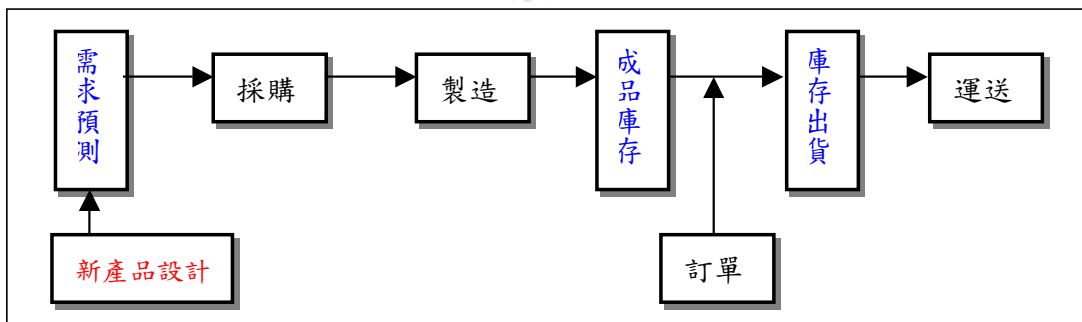 需求預測
採購
製造
成品庫存
庫存出貨
運送
新產品設計
訂單